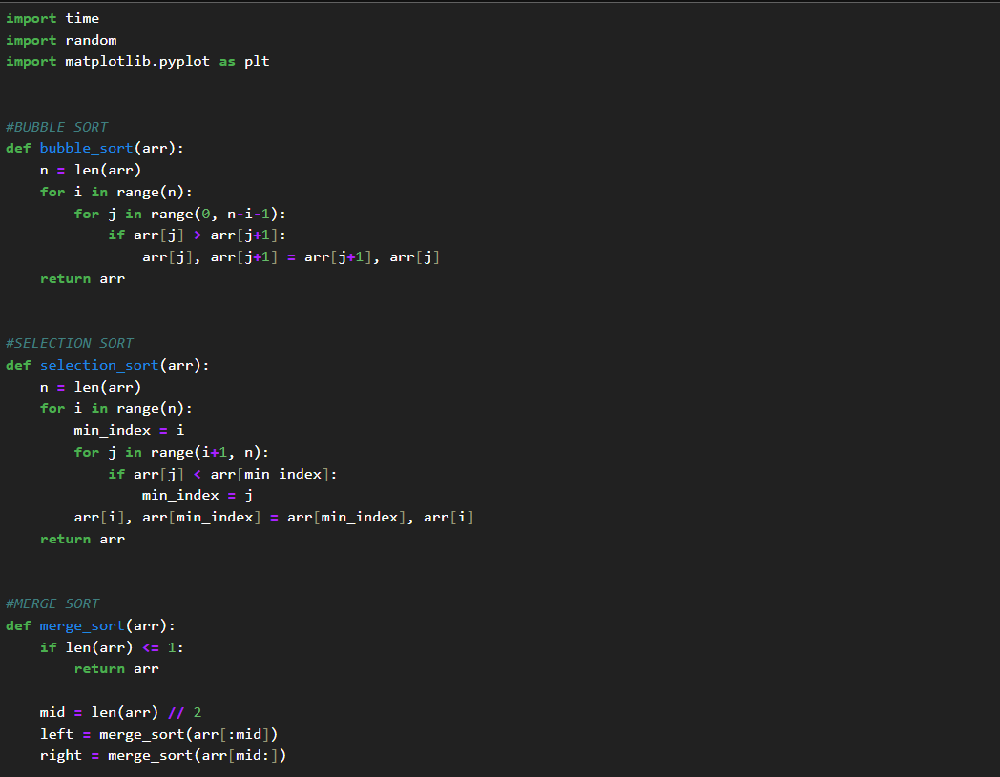 import time
import random
import matplotlib.pyplot as plt
#BUBBLE SORT
def bubble_sort(arr):
    n = len(arr)
    for i in range(n):
        for j in range(0, n-i-1):
            if arr[j] > arr[j+1]:
                arr[j], arr[j+1] = arr[j+1], arr[j]
    return arr
#SELECTION SORT
def selection_sort(arr):
    n = len(arr)
    for i in range(n):
        min_index = i
        for j in range(i+1, n):
            if arr[j] < arr[min_index]:
                min_index = j
        arr[i], arr[min_index] = arr[min_index], arr[i]
    return arr
#MERGE SORT
def merge_sort(arr):
    if len(arr) <= 1:
        return arr
    mid = len(arr) // 2
    left = merge_sort(arr[:mid])
    right = merge_sort(arr[mid:])